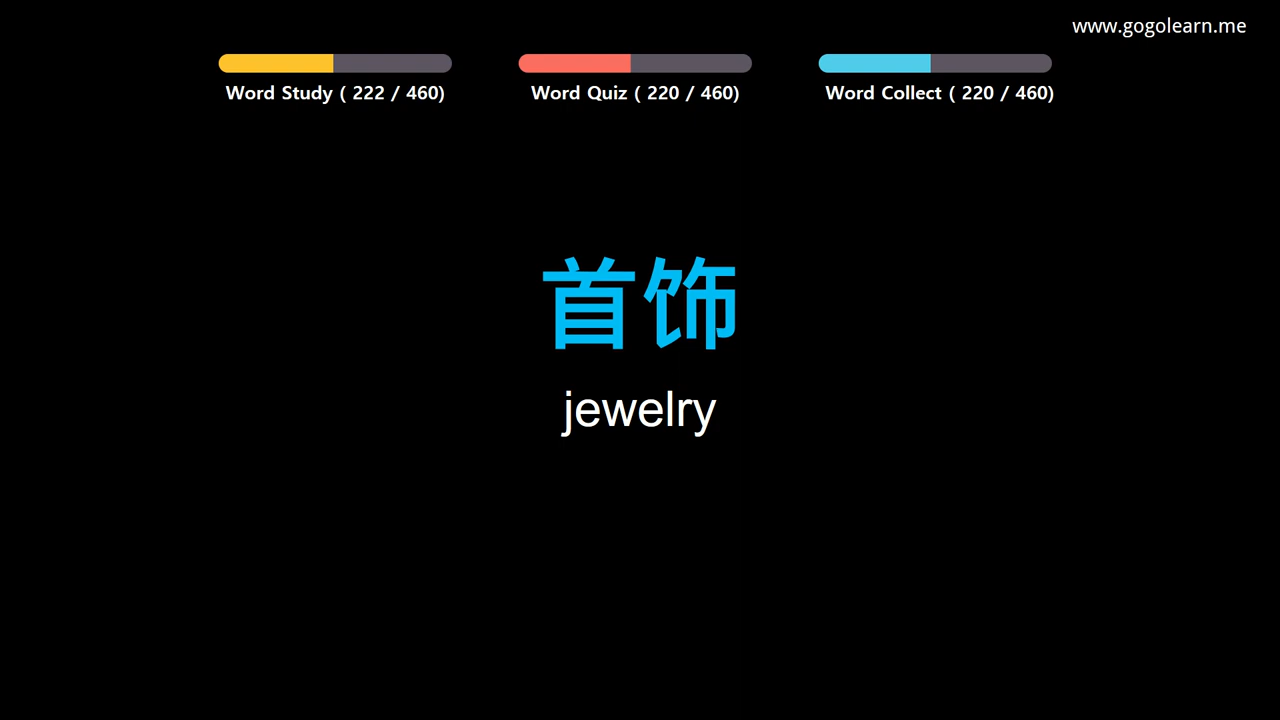 www.gogolearn.me
Word Study ( 222 / 460)
Word Quiz ( 220 / 460)
Word Collect ( 220 / 460)
首饰
jewelry